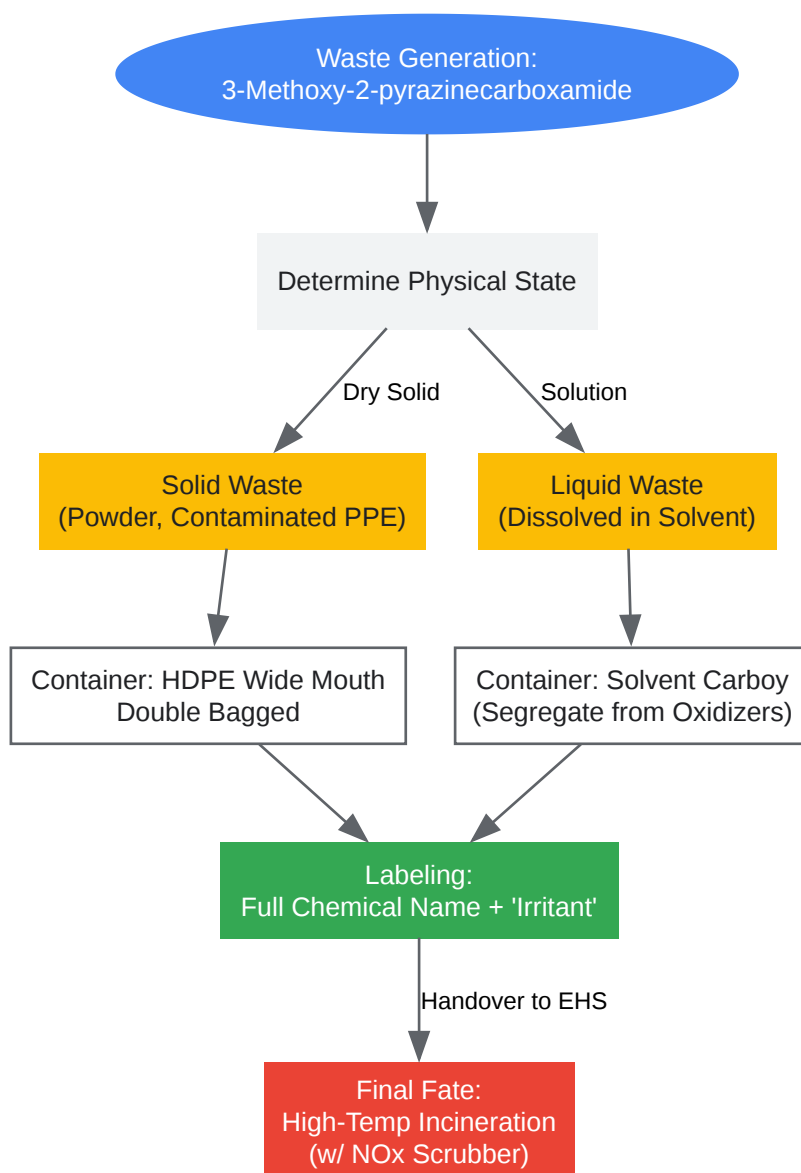 Waste Generation:
3-Methoxy-2-pyrazinecarboxamide
Determine Physical State
Dry Solid
Solution
Solid Waste
(Powder, Contaminated PPE)
Liquid Waste
(Dissolved in Solvent)
Container: HDPE Wide Mouth
Double Bagged
Container: Solvent Carboy
(Segregate from Oxidizers)
Labeling:
Full Chemical Name + 'Irritant'
Handover to EHS
Final Fate:
High-Temp Incineration
(w/ NOx Scrubber)